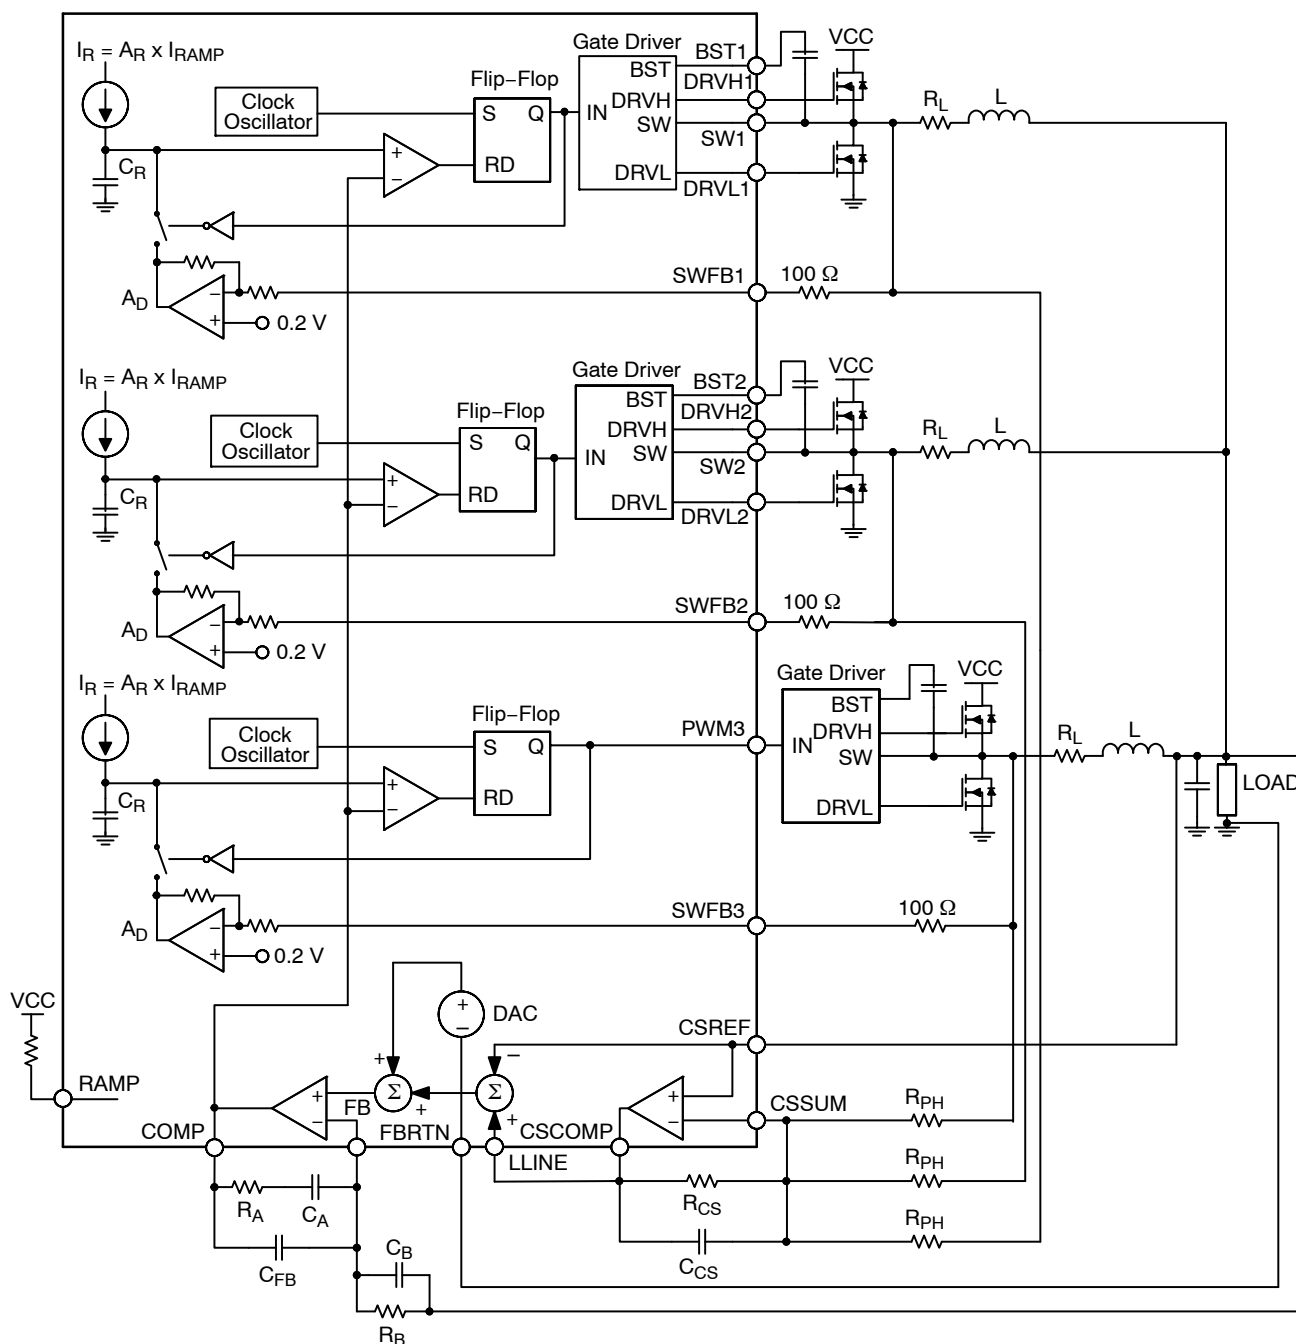 I_R = A_R x I_RAMP
Clock
Oscillator
Flip−Flop
S
Q
RD
Gate Driver
BST
DRVH
IN
SW
DRVL
BST1
DRVH1
SW1
DRVL1
VCC
R_L
L
C_R
+
−
A_D
−
+
0.2 V
SWFB1
100 Ω
I_R = A_R x I_RAMP
Clock
Oscillator
Flip−Flop
S
Q
RD
Gate Driver
BST
DRVH
IN
SW
DRVL
BST2
DRVH2
SW2
DRVL2
VCC
R_L
L
C_R
+
−
A_D
−
+
0.2 V
SWFB2
100 Ω
I_R = A_R x I_RAMP
Clock
Oscillator
Flip−Flop
S
Q
RD
PWM3
Gate Driver
BST
DRVH
IN
SW
DRVL
VCC
R_L
L
LOAD
C_R
+
−
A_D
−
+
0.2 V
SWFB3
100 Ω
VCC
RAMP
+
−
DAC
CSREF
+
−
Σ
Σ
+
+
+
−
FB
+
−
CSSUM
R_PH
COMP
FBRTN
LLINE
CSCOMP
R_PH
R_A
C_A
R_CS
R_PH
C_FB
C_B
C_CS
R_B